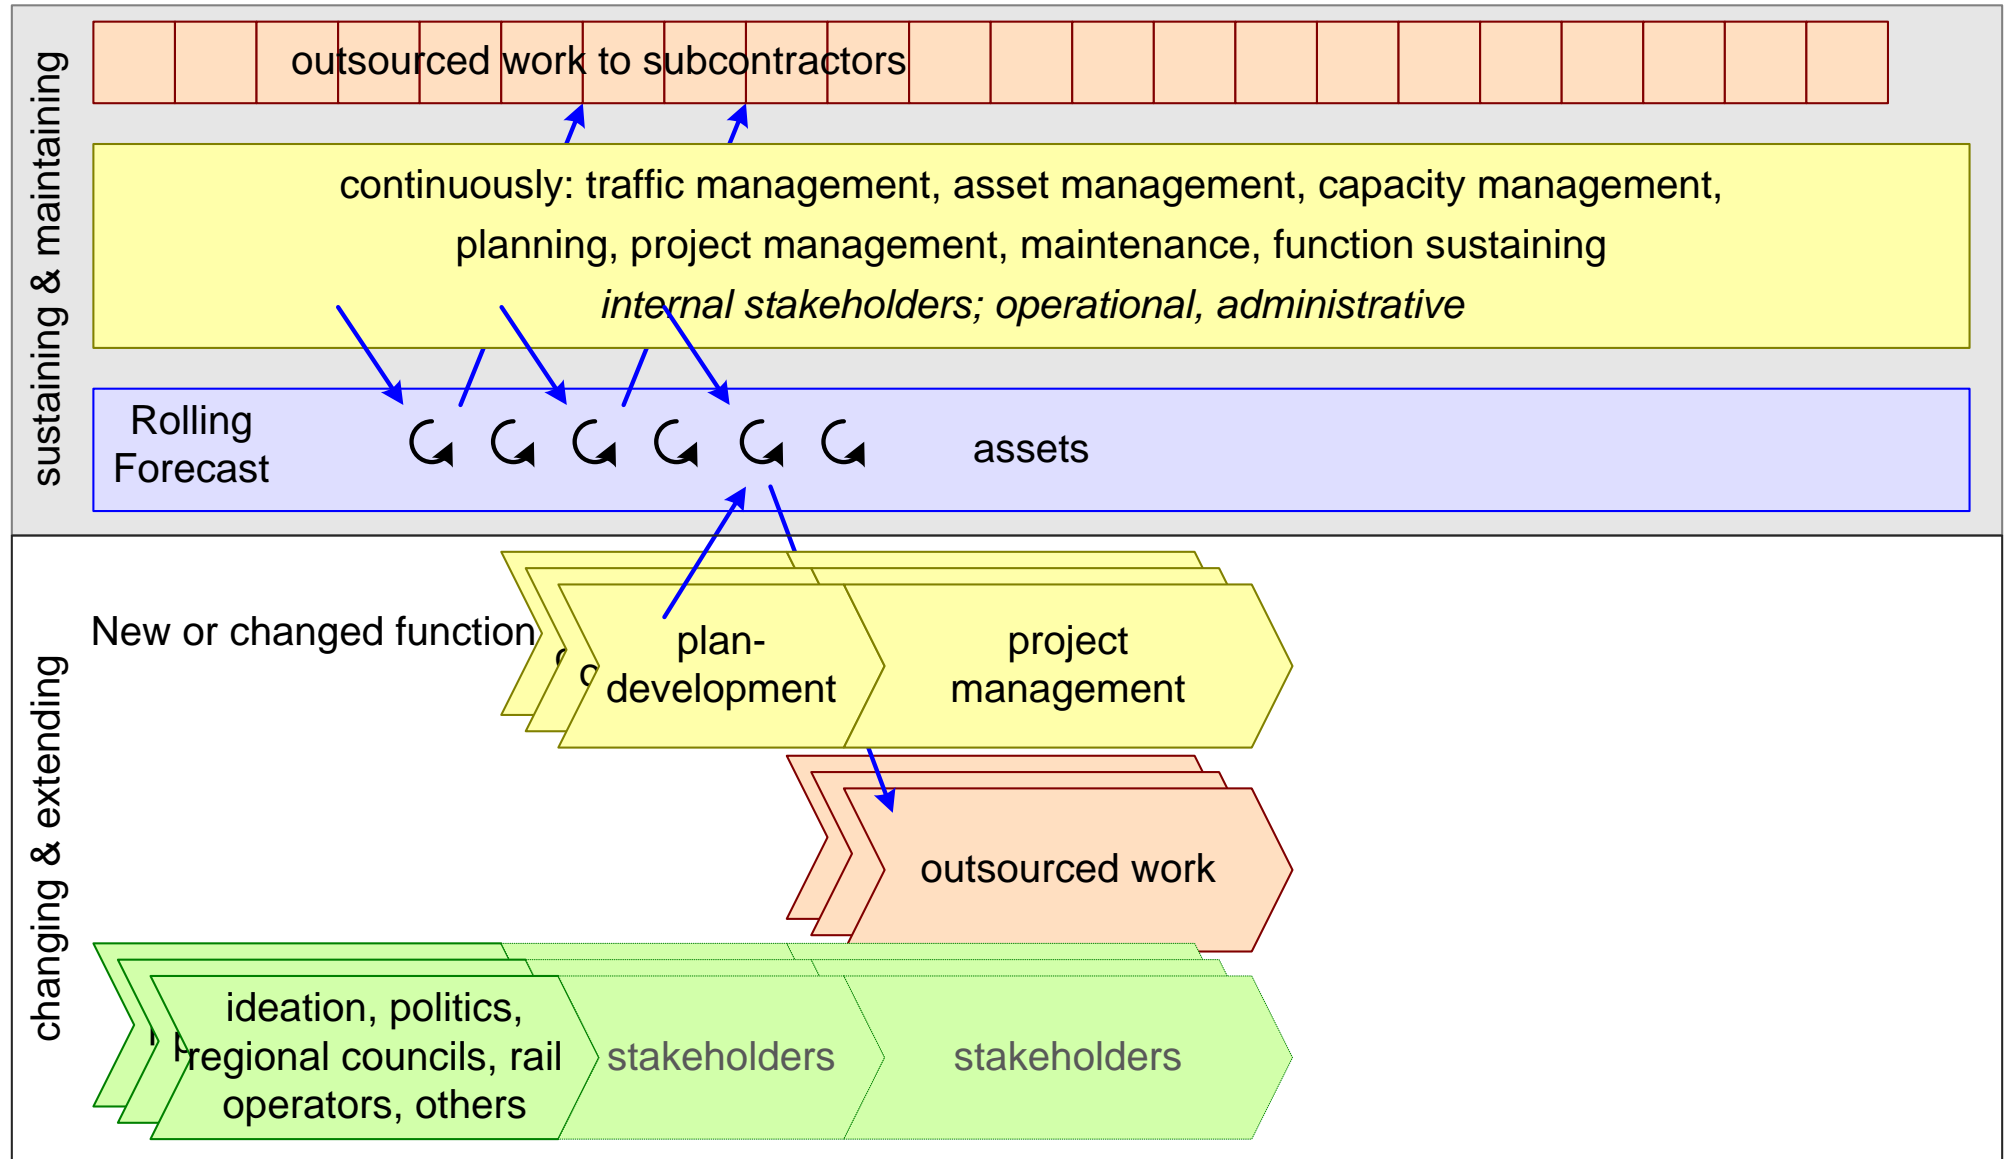 sustaining & maintaining
outsourced work to subcontractors
continuously: traffic management, asset management, capacity management,
planning, project management, maintenance, function sustaining
internal stakeholders; operational, administrative
Rolling
Forecast
assets
changing & extending
New or changed function
plan-
development
project
management
outsourced work
ideation, politics,
regional councils, rail
operators, others
stakeholders
stakeholders